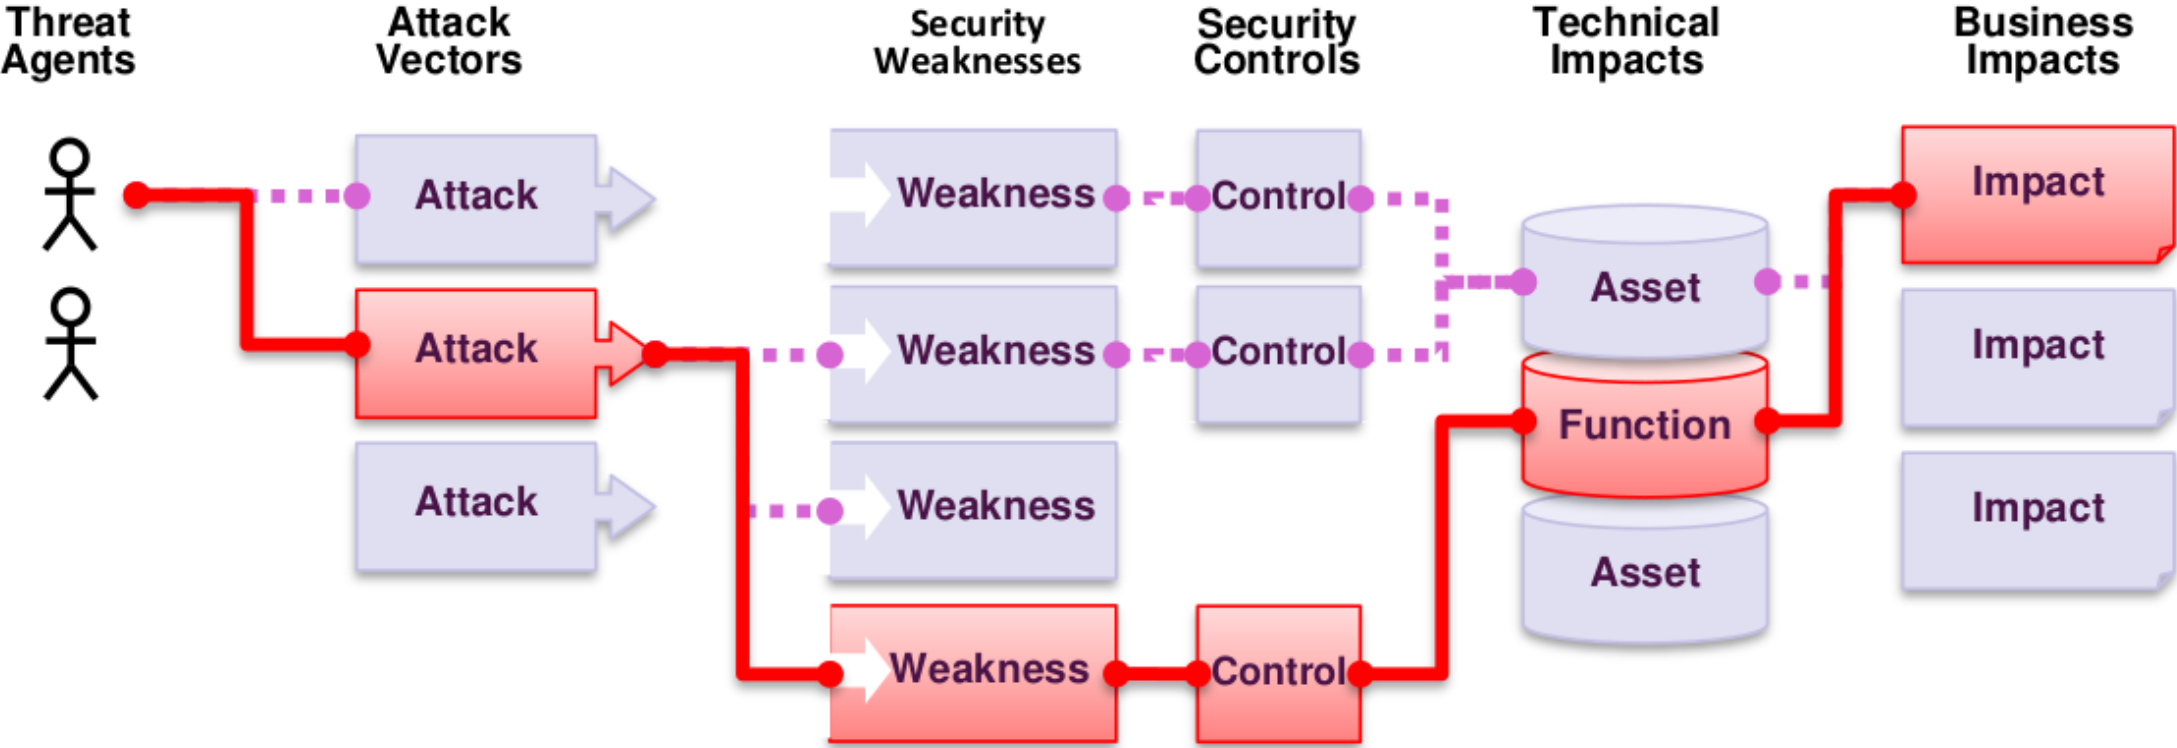 Threat
Agents
Attack
Vectors
Security
Weaknesses
Security
Controls
Technical
Impacts
Business
Impacts
Attack
Weakness
Control
Impact
Asset
Attack
Weakness
Control
Impact
Function
Attack
Weakness
Impact
Asset
Weakness
Control